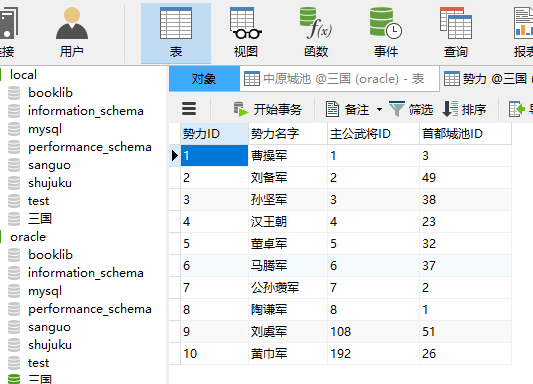 连接
用户
表
视图
函数
事件
查询
报表
local
booklib
information_schema
mysql
performance_schema
sanguo
shujuku
test
三国
oracle
booklib
information_schema
mysql
performance_schema
sanguo
shujuku
test
三国
对象
中原城池 @三国 (oracle) - 表
势力 @三国 (
开始事务
备注
筛选
排序
势力ID 势力名字 主公武将ID 首都城池ID
1 曹操军 1 3
2 刘备军 2 49
3 孙坚军 3 38
4 汉王朝 4 23
5 董卓军 5 32
6 马腾军 6 37
7 公孙瓒军 7 2
8 陶谦军 8 1
9 刘虞军 108 51
10 黄巾军 192 26